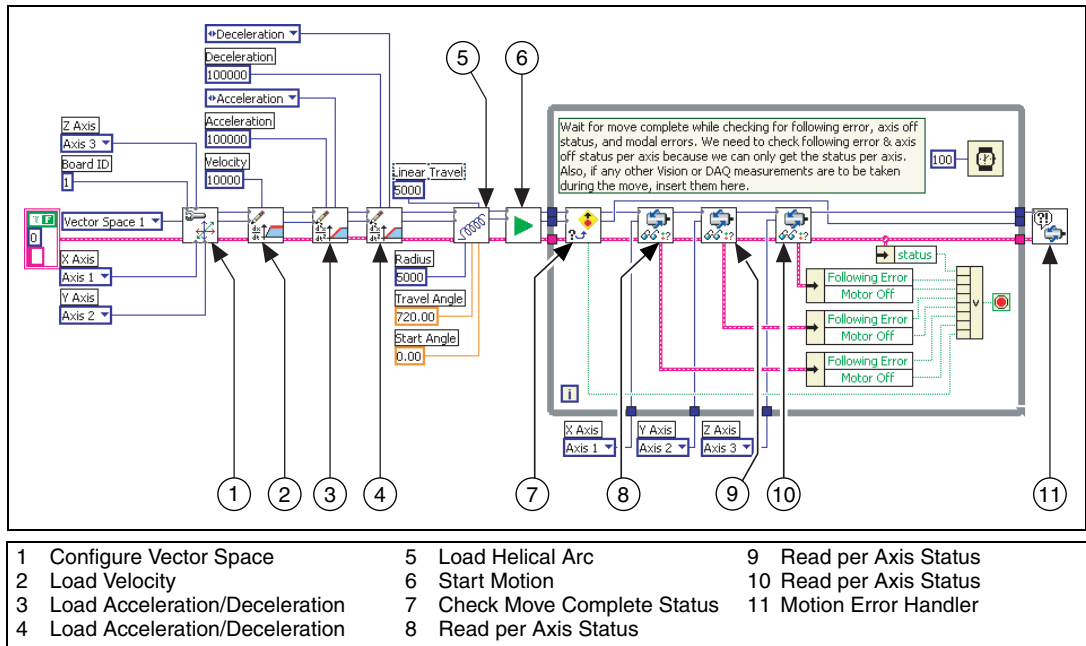 Deceleration
Deceleration
100000
Acceleration
Acceleration
100000
Velocity
10000
Z Axis
Axis 3
Board ID
1
Vector Space 1
0
X Axis
Axis 1
Y Axis
Axis 2
Linear Travel
5000
Radius
5000
Travel Angle
720.00
Start Angle
0.00
5
6
Wait for move complete while checking for following error, axis off
status, and modal errors. We need to check following error & axis
off status per axis because we can only get the status per axis.
Also, if any other Vision or DAQ measurements are to be taken
during the move, insert them here.
100
status
Following Error
Motor Off
Following Error
Motor Off
Following Error
Motor Off
i
X Axis
Axis 1
Y Axis
Axis 2
Z Axis
Axis 3
1
2
3
4
7
8
9
10
11
1 Configure Vector Space
2 Load Velocity
3 Load Acceleration/Deceleration
4 Load Acceleration/Deceleration
5 Load Helical Arc
6 Start Motion
7 Check Move Complete Status
8 Read per Axis Status
9 Read per Axis Status
10 Read per Axis Status
11 Motion Error Handler